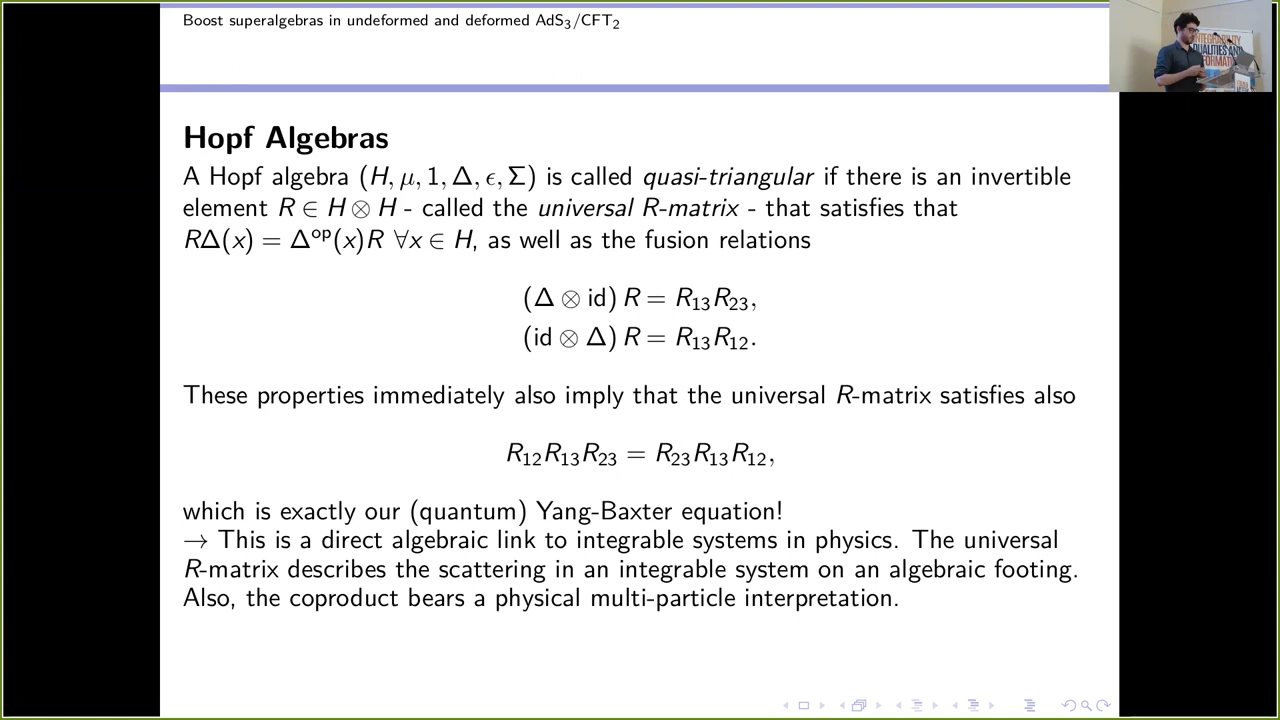 Boost superalgebras in undeformed and deformed AdS₃/CFT₂
INTEGRABILITY
Hopf Algebras
A Hopf algebra (H, μ, 1, Δ, ϵ, Σ) is called quasi-triangular if there is an invertible
element R ∈ H ⊗ H - called the universal R-matrix - that satisfies that
RΔ(x) = Δᵒᵖ(x)R ∀x ∈ H, as well as the fusion relations
(Δ ⊗ id) R = R₁₃R₂₃,
(id ⊗ Δ) R = R₁₃R₁₂.
These properties immediately also imply that the universal R-matrix satisfies also
R₁₂R₁₃R₂₃ = R₂₃R₁₃R₁₂,
which is exactly our (quantum) Yang-Baxter equation!
→ This is a direct algebraic link to integrable systems in physics. The universal
R-matrix describes the scattering in an integrable system on an algebraic footing.
Also, the coproduct bears a physical multi-particle interpretation.